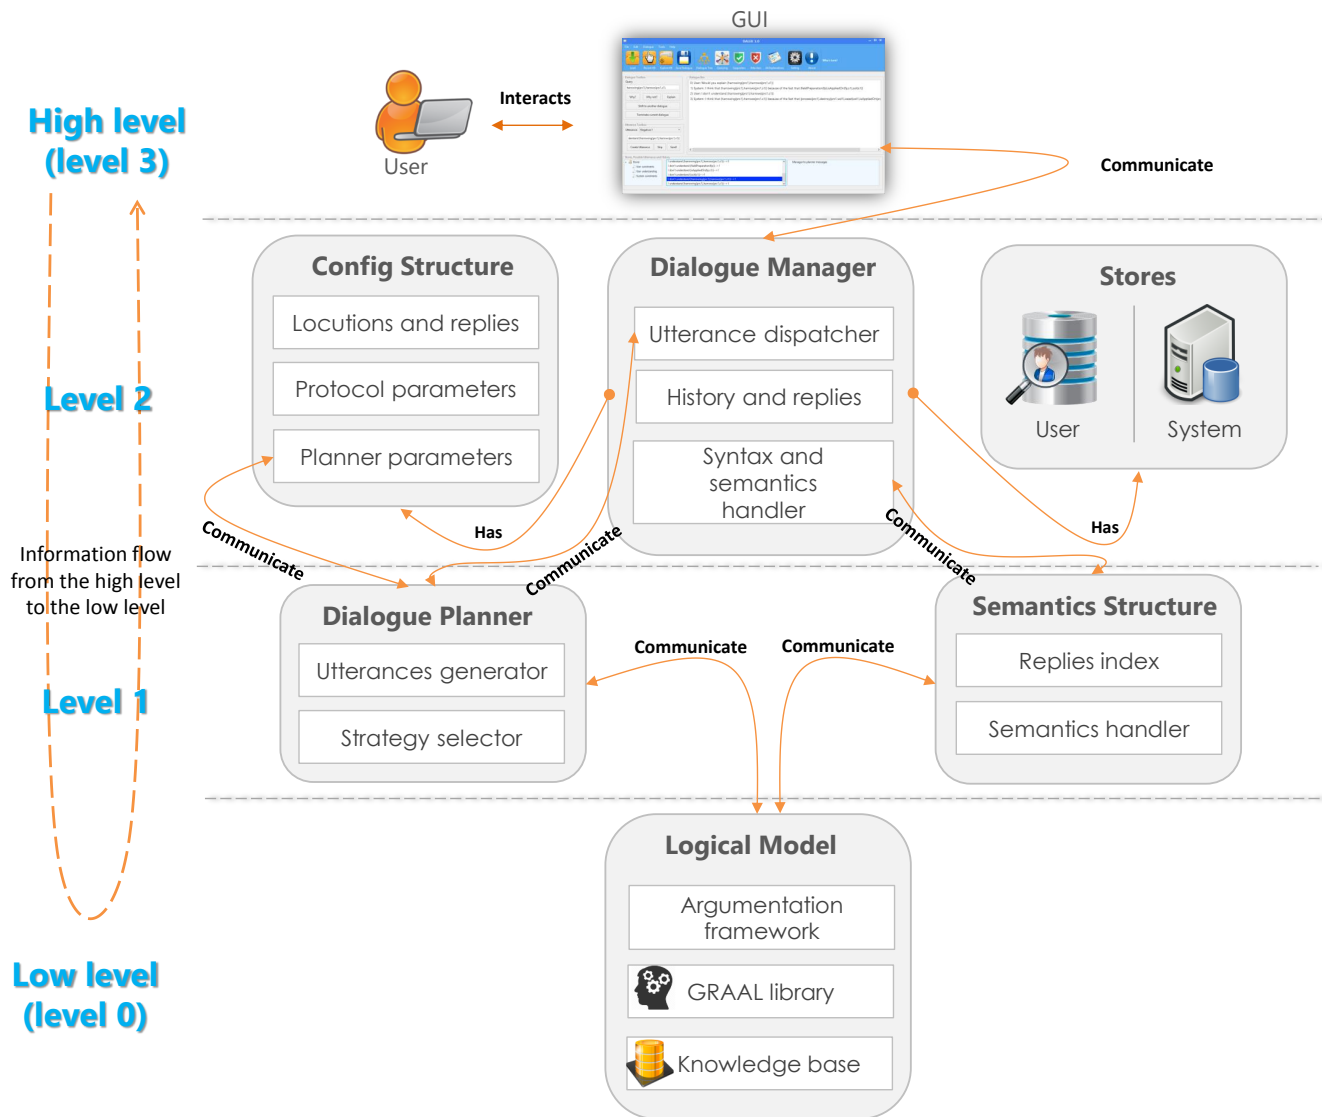 GUI
Interacts
User
High level
(level 3)
Communicate
Config Structure
Locutions and replies
Protocol parameters
Planner parameters
Dialogue Manager
Utterance dispatcher
History and replies
Syntax and
semantics
handler
Stores
User
System
Level 2
Has
Has
Communicate
Communicate
Communicate
Information flow
from the high level
to the low level
Dialogue Planner
Utterances generator
Strategy selector
Communicate
Communicate
Semantics Structure
Replies index
Semantics handler
Level 1
Logical Model
Argumentation
framework
GRAAL library
Knowledge base
Low level
(level 0)